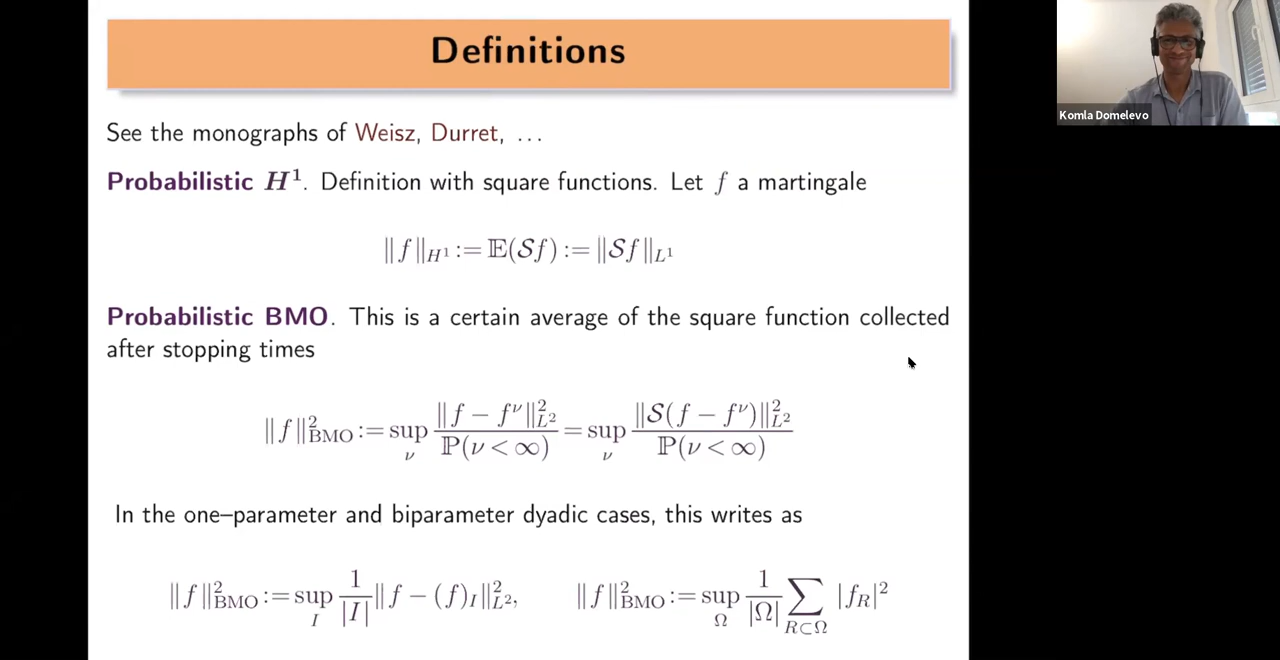 Definitions
See the monographs of Weisz, Durret, …
Probabilistic H¹. Definition with square functions. Let f a martingale
‖f‖_{H¹} := 𝔼(𝒮f) := ‖𝒮f‖_{L¹}
Probabilistic BMO. This is a certain average of the square function collected
after stopping times
‖f‖²_{BMO} := sup_ν ‖f − f^ν‖²_{L²} / ℙ(ν < ∞) = sup_ν ‖𝒮(f − f^ν)‖²_{L²} / ℙ(ν < ∞)
In the one–parameter and biparameter dyadic cases, this writes as
‖f‖²_{BMO} := sup_I 1/|I| ‖f − (f)_I‖²_{L²}, ‖f‖²_{BMO} := sup_Ω 1/|Ω| ∑_{R⊂Ω} |f_R|²
Komla Domelevo